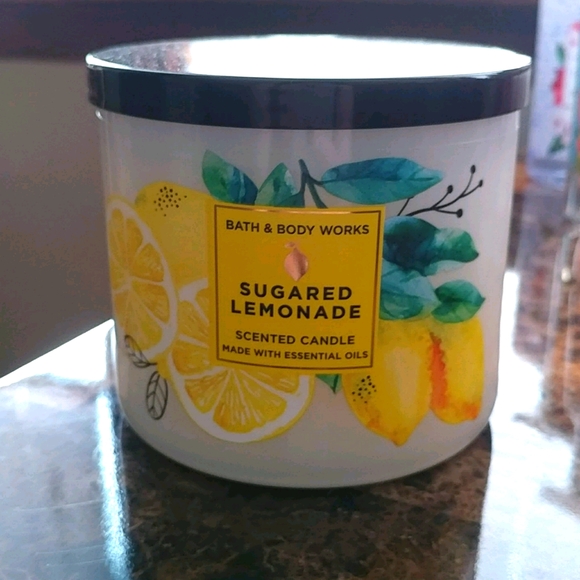 BATH & BODY WORKS
SUGARED
LEMONADE
SCENTED CANDLE
MADE WITH ESSENTIAL OILS